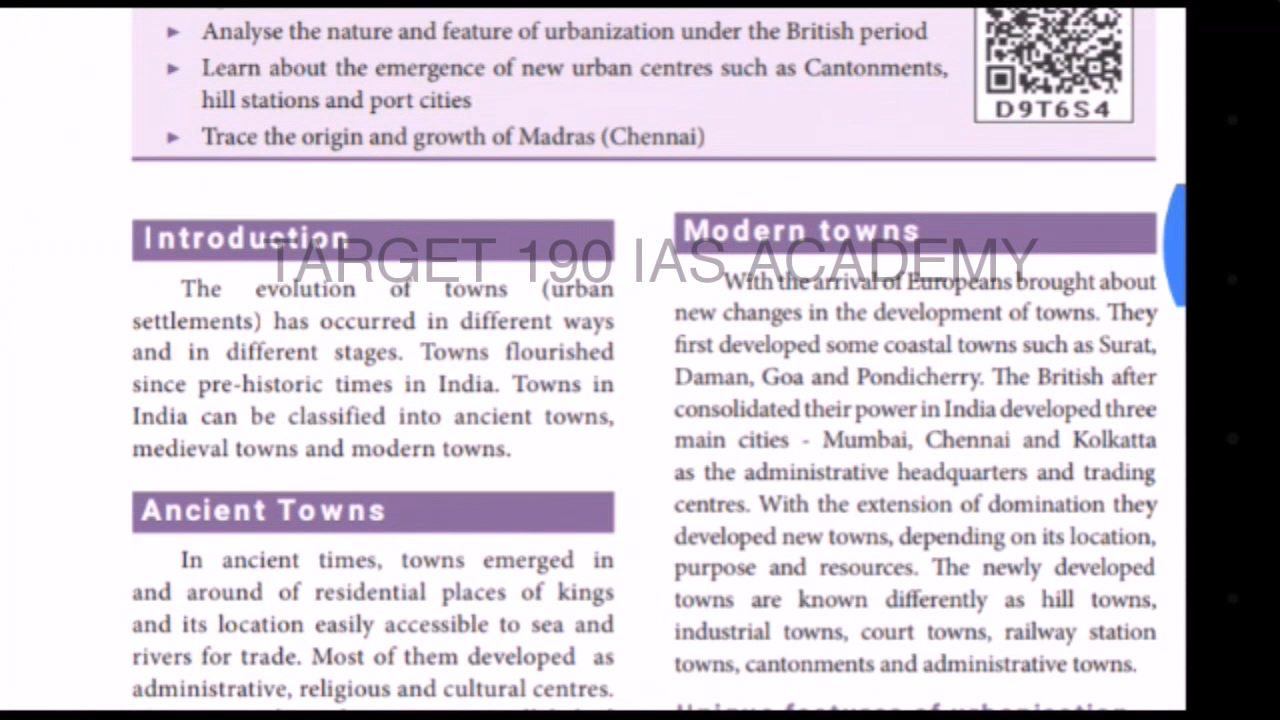 ► Analyse the nature and feature of urbanization under the British period
► Learn about the emergence of new urban centres such as Cantonments,
hill stations and port cities
► Trace the origin and growth of Madras (Chennai)
D9T6S4
TARGET 190 IAS ACADEMY
Introduction
The evolution of towns (urban
settlements) has occurred in different ways
and in different stages. Towns flourished
since pre-historic times in India. Towns in
India can be classified into ancient towns,
medieval towns and modern towns.
Ancient Towns
In ancient times, towns emerged in
and around of residential places of kings
and its location easily accessible to sea and
rivers for trade. Most of them developed as
administrative, religious and cultural centres.
Modern towns
With the arrival of Europeans brought about
new changes in the development of towns. They
first developed some coastal towns such as Surat,
Daman, Goa and Pondicherry. The British after
consolidated their power in India developed three
main cities - Mumbai, Chennai and Kolkatta
as the administrative headquarters and trading
centres. With the extension of domination they
developed new towns, depending on its location,
purpose and resources. The newly developed
towns are known differently as hill towns,
industrial towns, court towns, railway station
towns, cantonments and administrative towns.
Unique features of urbanisation